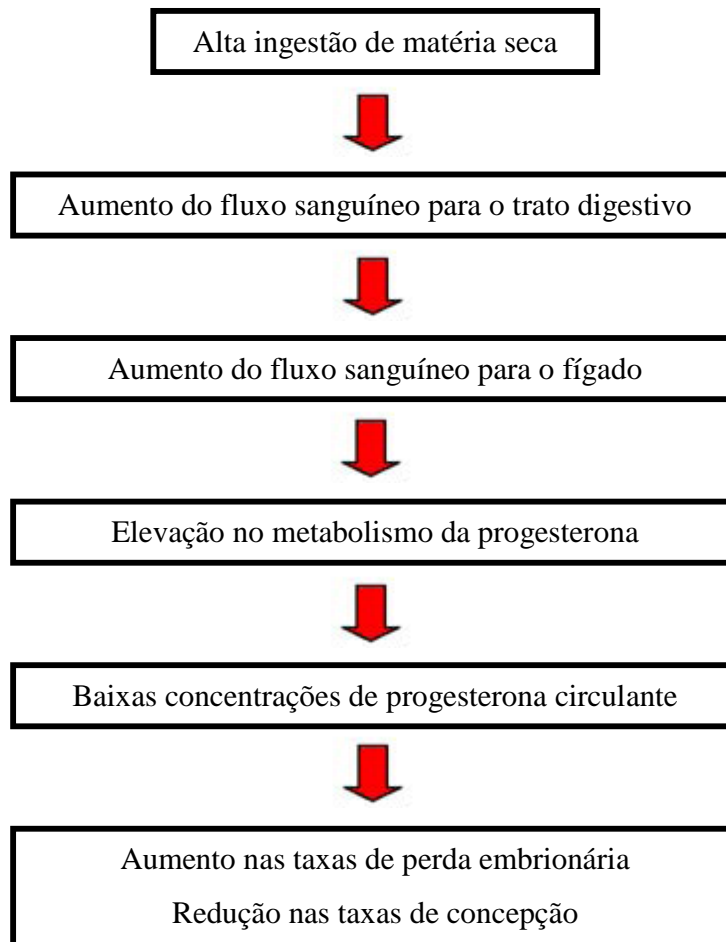 Alta ingestão de matéria seca
Aumento do fluxo sanguíneo para o trato digestivo
Aumento do fluxo sanguíneo para o fígado
Elevação no metabolismo da progesterona
Baixas concentrações de progesterona circulante
Aumento nas taxas de perda embrionária
Redução nas taxas de concepção